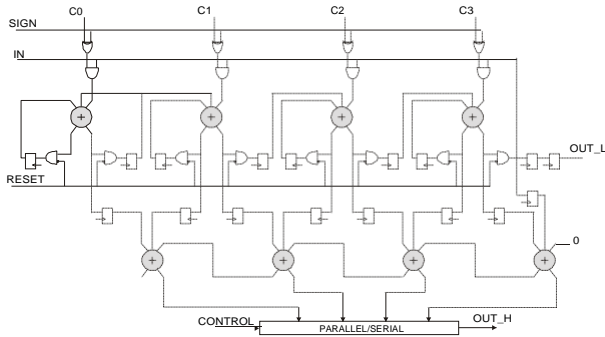 C0 C1 C2 C3
SIGN
IN
+ + + +
OUT_L
RESET
+ + + + 0
CONTROL PARALLEL/SERIAL OUT_H